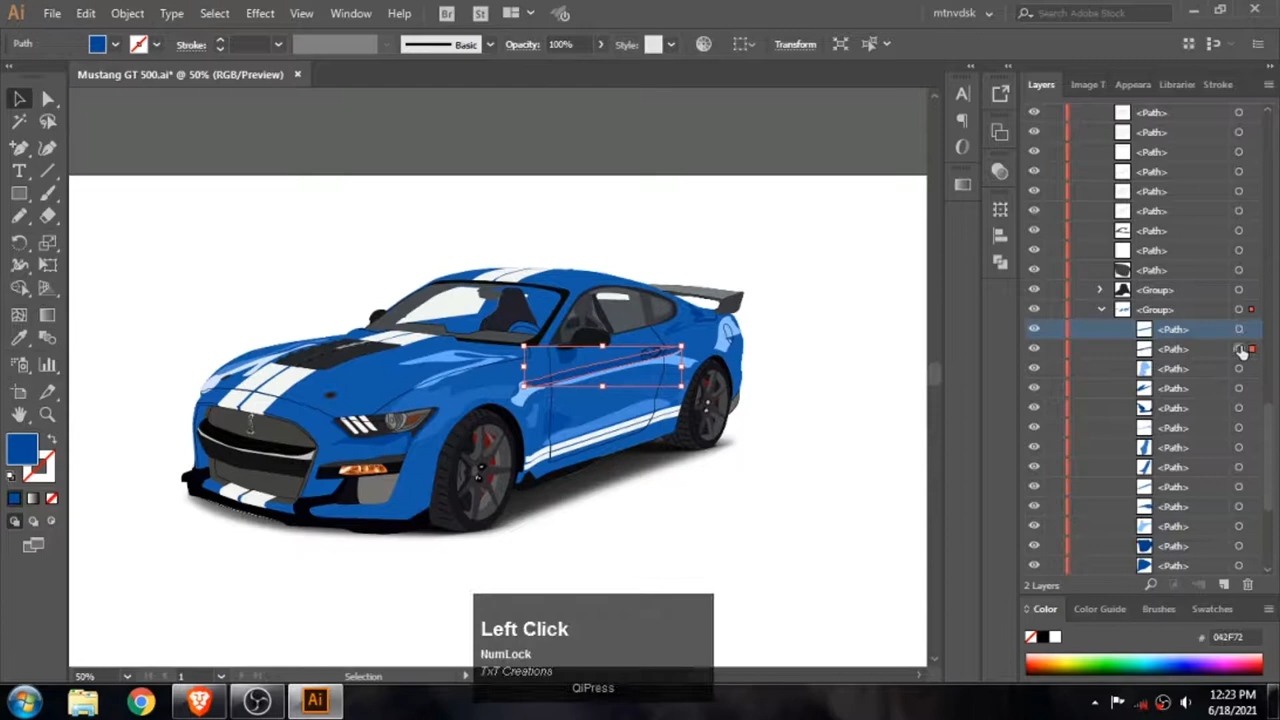 Ai File Edit Object Type Select Effect View Window Help Br St mtnvdsk Search Adobe Stock
Path Stroke: Basic Opacity: 100% Style: Transform
Mustang GT 500.ai* @ 50% (RGB/Preview) ×
Layers Image T Appeara Libraries Stroke
<Path>
<Path>
<Path>
<Path>
<Path>
<Path>
<Path>
<Path>
<Path>
<Group>
<Group>
<Path>
<Path>
<Path>
<Path>
<Path>
<Path>
<Path>
<Path>
<Path>
<Path>
<Path>
<Path>
<Path>
2 Layers
Color Color Guide Brushes Swatches
# 042F72
Left Click
NumLock
TxT Creations
QiPress
50% 1 Selection
Ai
12:23 PM
6/18/2021